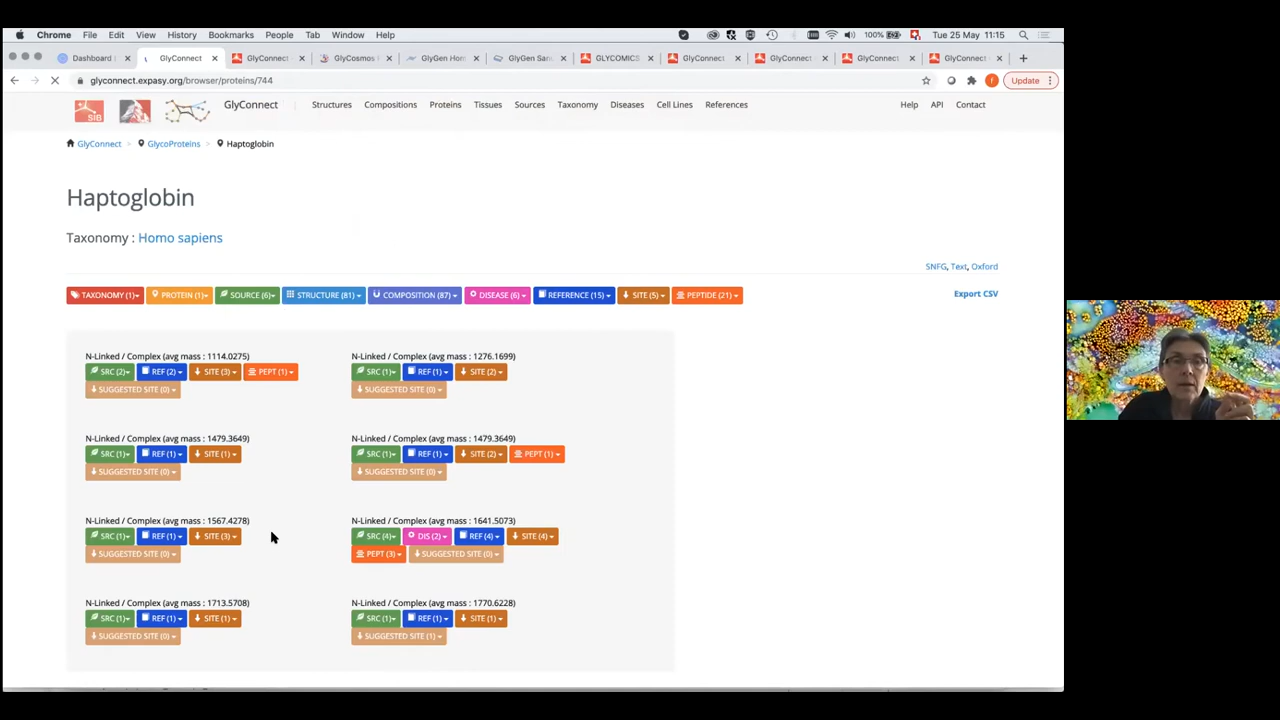 Chrome File Edit View History Bookmarks People Tab Window Help 100% Tue 25 May 11:15
Dashboard GlyConnect GlyConnect GlyCosmos GlyGen Hom GlyGen San GLYCOMICS GlyConnect GlyConnect GlyConnect GlyConnect
glyconnect.expasy.org/browser/proteins/744 Update
SIB GlyConnect Structures Compositions Proteins Tissues Sources Taxonomy Diseases Cell Lines References Help API Contact
GlyConnect > GlycoProteins > Haptoglobin
Haptoglobin
Taxonomy : Homo sapiens
SNFG, Text, Oxford
TAXONOMY (1) PROTEIN (1) SOURCE (6) STRUCTURE (81) COMPOSITION (87) DISEASE (6) REFERENCE (15) SITE (5) PEPTIDE (21) Export CSV
N-Linked / Complex (avg mass : 1114.0275) N-Linked / Complex (avg mass : 1276.1699)
SRC (2) REF (2) SITE (3) PEPT (1) SRC (1) REF (1) SITE (2)
SUGGESTED SITE (0) SUGGESTED SITE (0)
N-Linked / Complex (avg mass : 1479.3649) N-Linked / Complex (avg mass : 1479.3649)
SRC (1) REF (1) SITE (1) SRC (1) REF (1) SITE (2) PEPT (1)
SUGGESTED SITE (0) SUGGESTED SITE (0)
N-Linked / Complex (avg mass : 1567.4278) N-Linked / Complex (avg mass : 1641.5073)
SRC (1) REF (1) SITE (3) SRC (4) DIS (2) REF (4) SITE (4)
SUGGESTED SITE (0) PEPT (3) SUGGESTED SITE (0)
N-Linked / Complex (avg mass : 1713.5708) N-Linked / Complex (avg mass : 1770.6228)
SRC (1) REF (1) SITE (1) SRC (1) REF (1) SITE (1)
SUGGESTED SITE (0) SUGGESTED SITE (1)